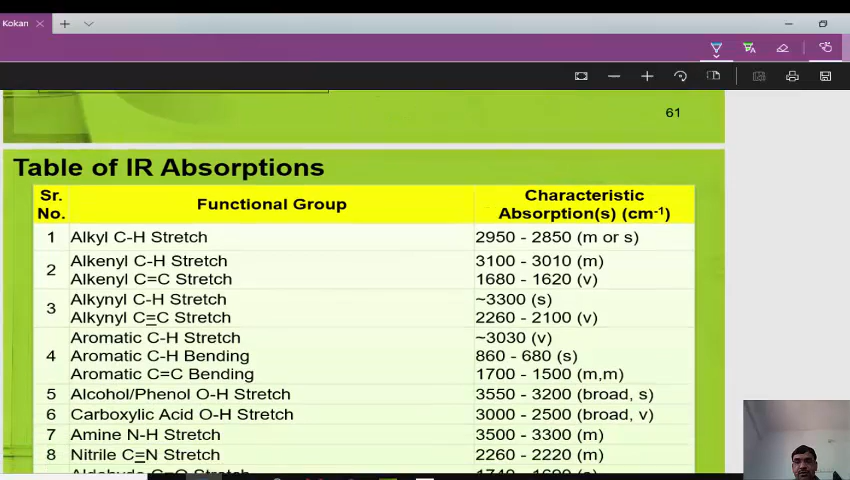 Kokan
61
Table of IR Absorptions
Sr. No. Functional Group Characteristic Absorption(s) (cm-1)
1 Alkyl C-H Stretch 2950 - 2850 (m or s)
2 Alkenyl C-H Stretch 3100 - 3010 (m)
Alkenyl C=C Stretch 1680 - 1620 (v)
3 Alkynyl C-H Stretch ~3300 (s)
Alkynyl C≡C Stretch 2260 - 2100 (v)
4 Aromatic C-H Stretch ~3030 (v)
Aromatic C-H Bending 860 - 680 (s)
Aromatic C=C Bending 1700 - 1500 (m,m)
5 Alcohol/Phenol O-H Stretch 3550 - 3200 (broad, s)
6 Carboxylic Acid O-H Stretch 3000 - 2500 (broad, v)
7 Amine N-H Stretch 3500 - 3300 (m)
8 Nitrile C≡N Stretch 2260 - 2220 (m)